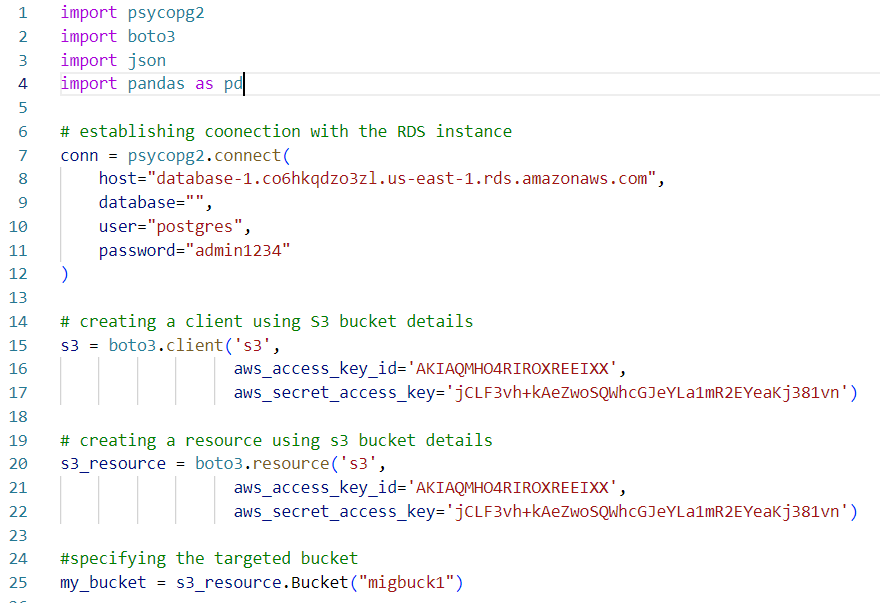 1 import psycopg2
2 import boto3
3 import json
4 import pandas as pd
5
6 # establishing coonection with the RDS instance
7 conn = psycopg2.connect(
8     host="database-1.co6hkqdzo3zl.us-east-1.rds.amazonaws.com",
9     database="",
10     user="postgres",
11     password="admin1234"
12 )
13
14 # creating a client using S3 bucket details
15 s3 = boto3.client('s3',
16                   aws_access_key_id='AKIAQMHO4RIROXREEIXX',
17                   aws_secret_access_key='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')
18
19 # creating a resource using s3 bucket details
20 s3_resource = boto3.resource('s3',
21                   aws_access_key_id='AKIAQMHO4RIROXREEIXX',
22                   aws_secret_access_key='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')
23
24 #specifying the targeted bucket
25 my_bucket = s3_resource.Bucket("migbuck1")